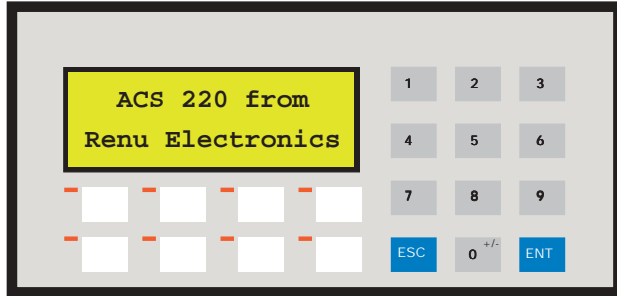 ACS 220 from
Renu Electronics
1 2 3
4 5 6
7 8 9
ESC 0 +/- ENT